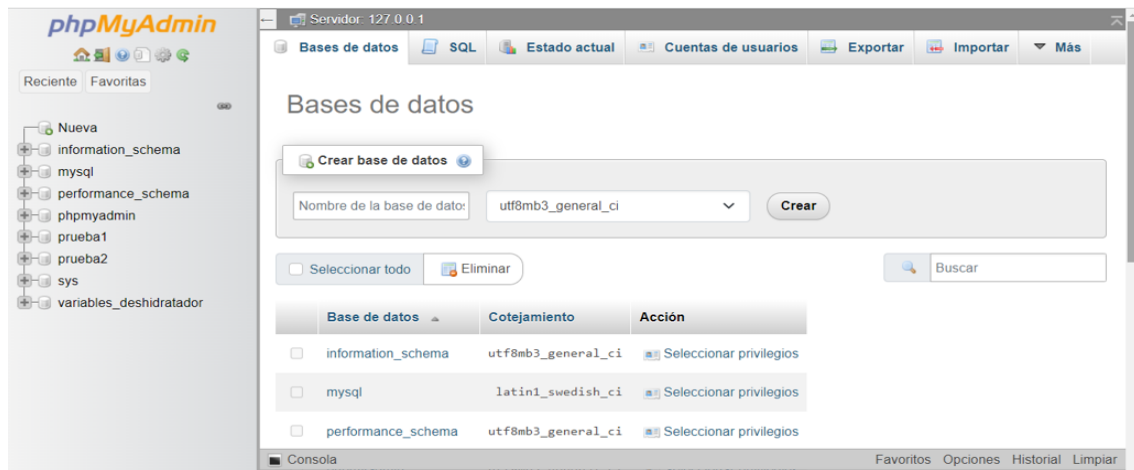 phpMyAdmin
Reciente Favoritas
Nueva
information_schema
mysql
performance_schema
phpmyadmin
prueba1
prueba2
sys
variables_deshidratador
Servidor: 127.0.0.1
Bases de datos SQL Estado actual Cuentas de usuarios Exportar Importar Más
Bases de datos
Crear base de datos
Nombre de la base de datos utf8mb3_general_ci Crear
Seleccionar todo Eliminar Buscar
Base de datos Cotejamiento Acción
information_schema utf8mb3_general_ci Seleccionar privilegios
mysql latin1_swedish_ci Seleccionar privilegios
performance_schema utf8mb3_general_ci Seleccionar privilegios
Consola Favoritos Opciones Historial Limpiar